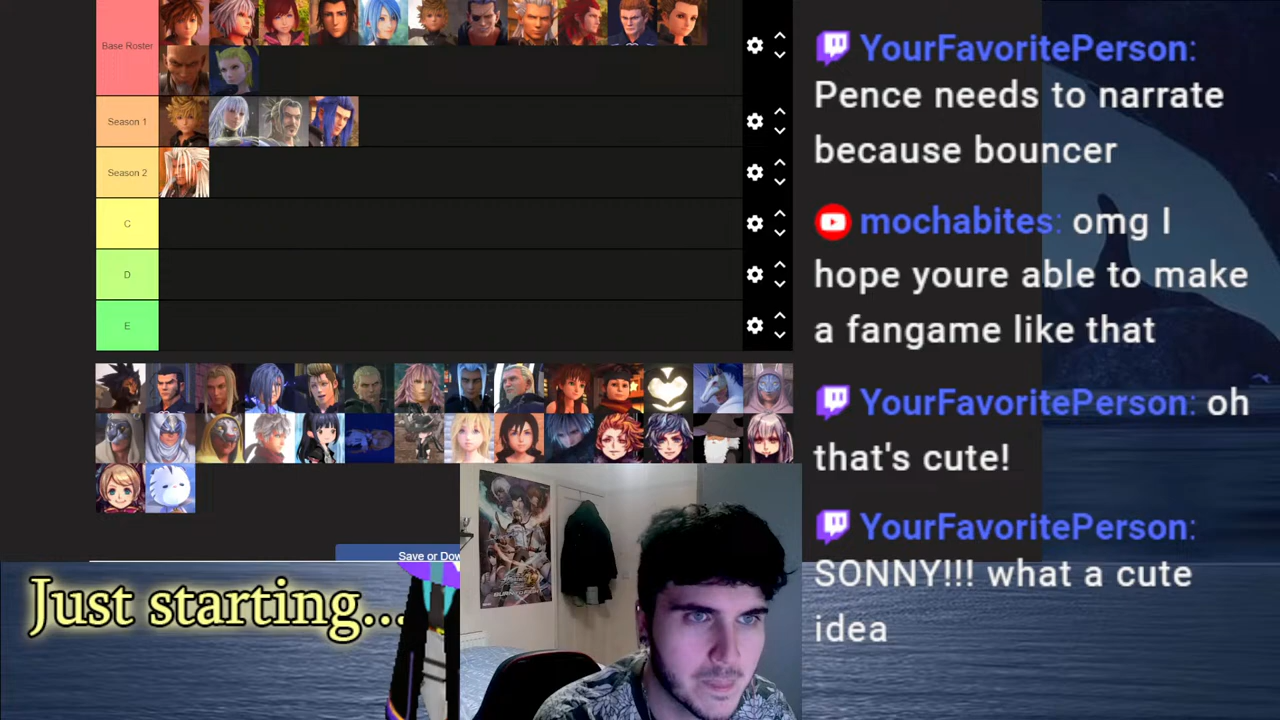 Base Roster
Season 1
Season 2
C
D
E
Save or Dow
Just starting...
YourFavoritePerson:
Pence needs to narrate
because bouncer
mochabites: omg I
hope youre able to make
a fangame like that
YourFavoritePerson: oh
that's cute!
YourFavoritePerson:
SONNY!!! what a cute
idea